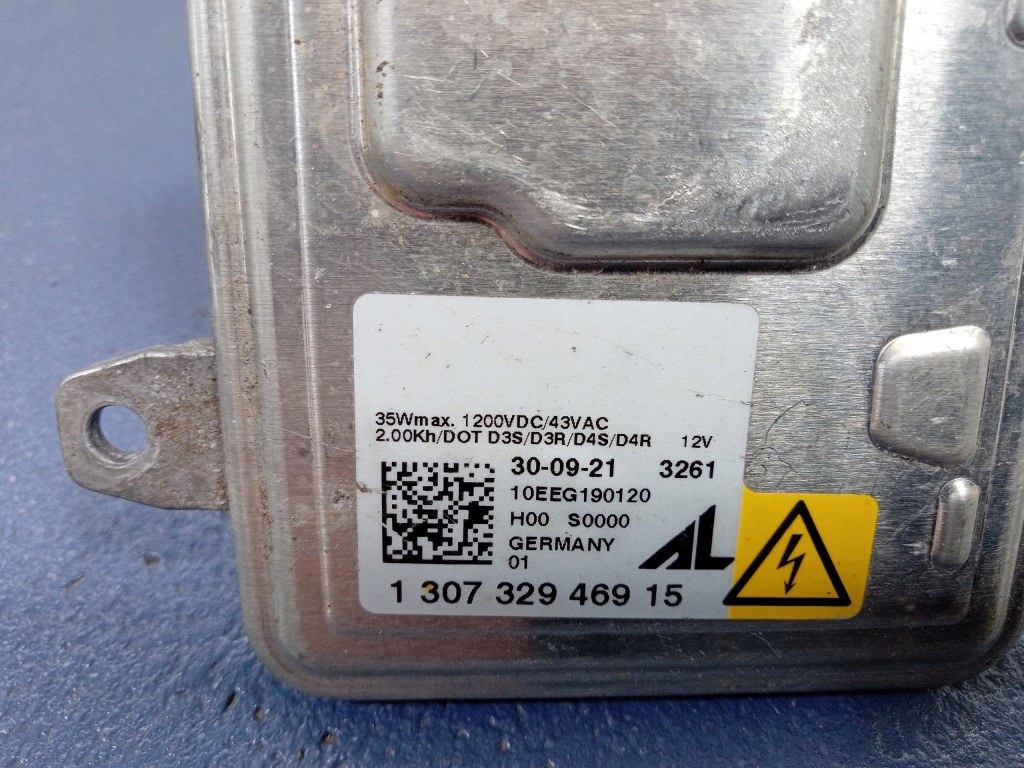 35Wmax. 1200VDC/43VAC
2.00Kh/DOT D3S/D3R/D4S/D4R 12V
30-09-21 3261
10EEG190120
H00 S0000
GERMANY
01
AL
1 307 329 469 15